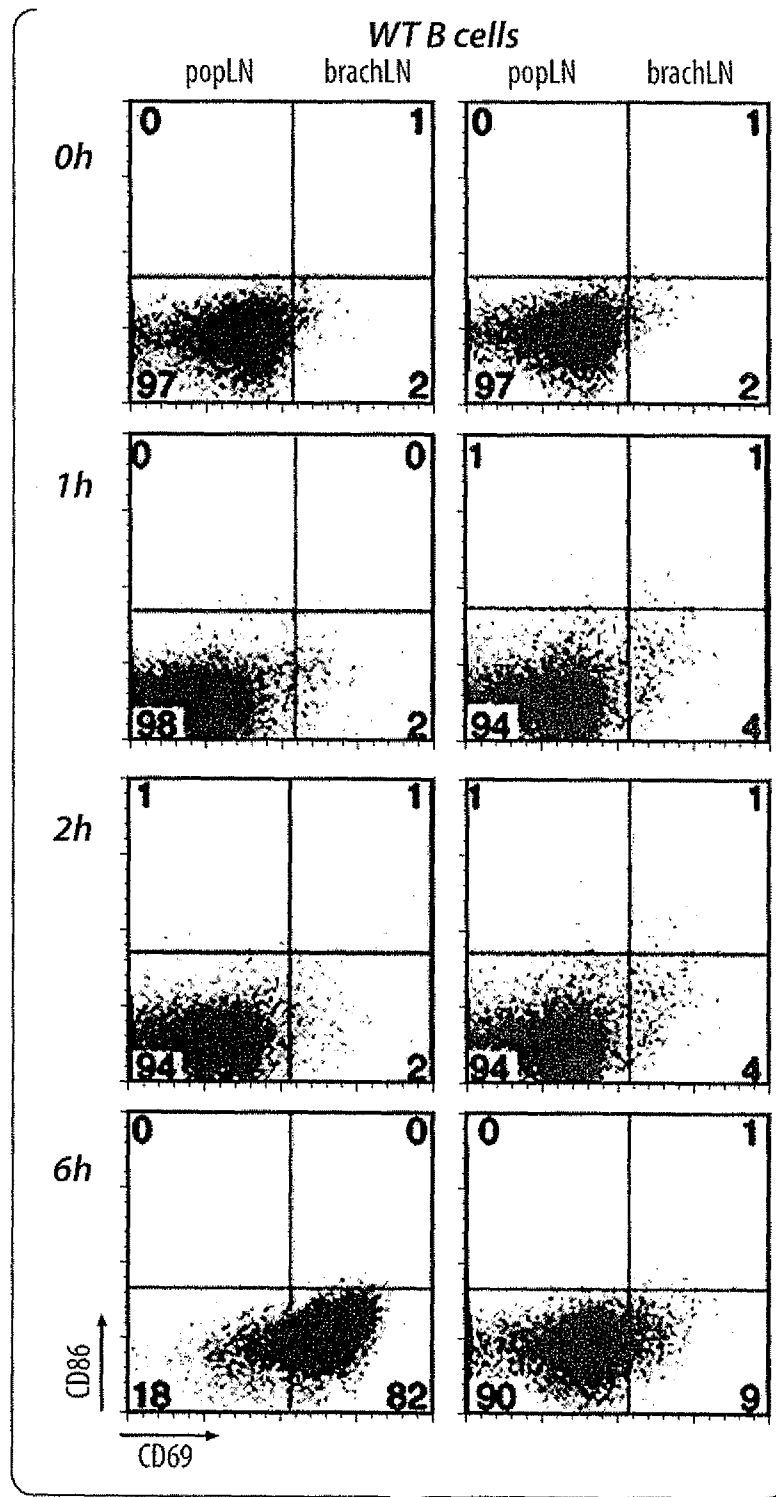 WT B cells
popLN brachLN popLN brachLN
0h
0 1 0 1
97 2 97 2
1h
0 0 1 1
98 2 94 4
2h
1 1 1 1
94 2 94 4
6h
0 0 0 1
18 82 90 9
CD86
CD69